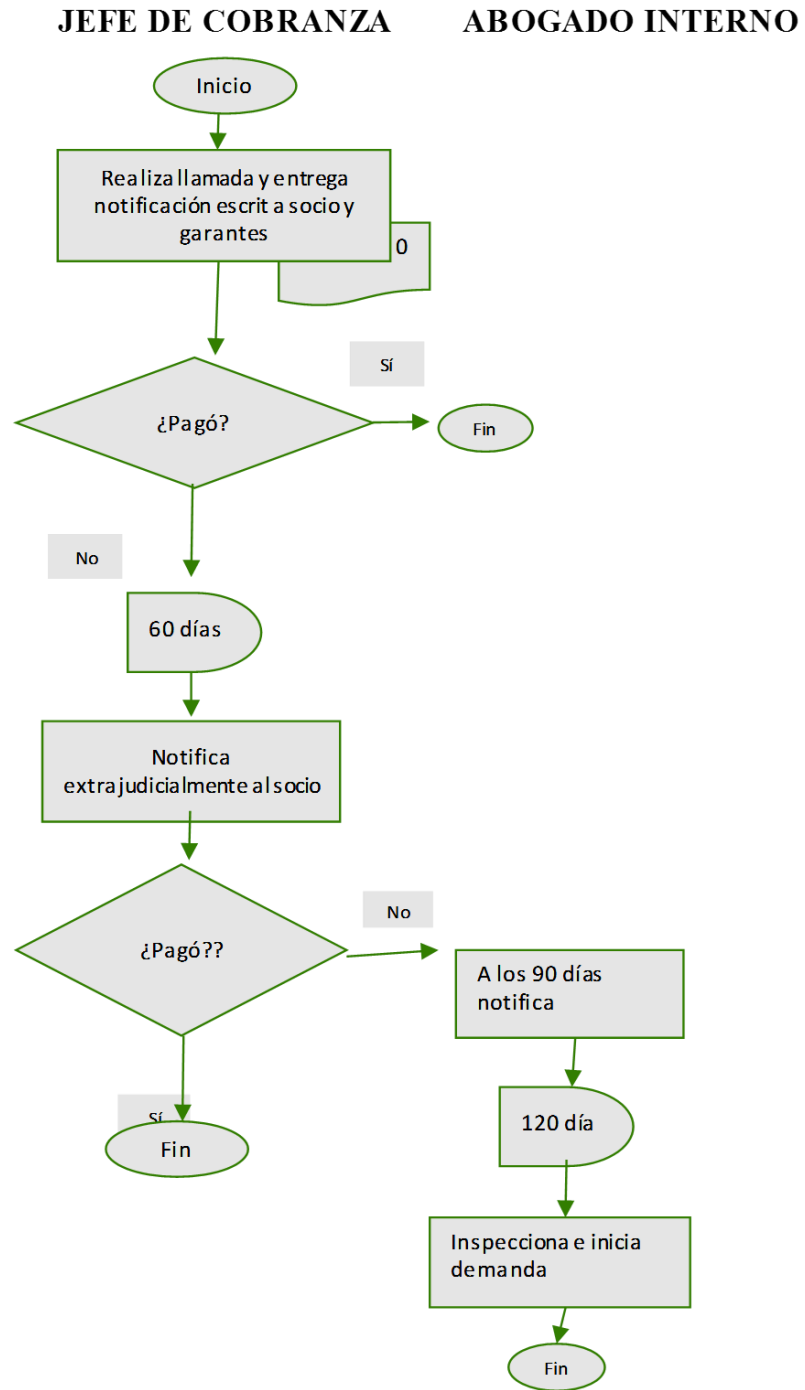 JEFE DE COBRANZA ABOGADO INTERNO
Inicio
Realiza llamada y entrega
notificación escrit a socio y
garantes
0
Sí
¿Pagó?
Fin
No
60 días
Notifica
extrajudicialmente al socio
No
¿Pagó??
A los 90 días
notifica
Sí
Fin
120 día
Inspecciona e inicia
demanda
Fin